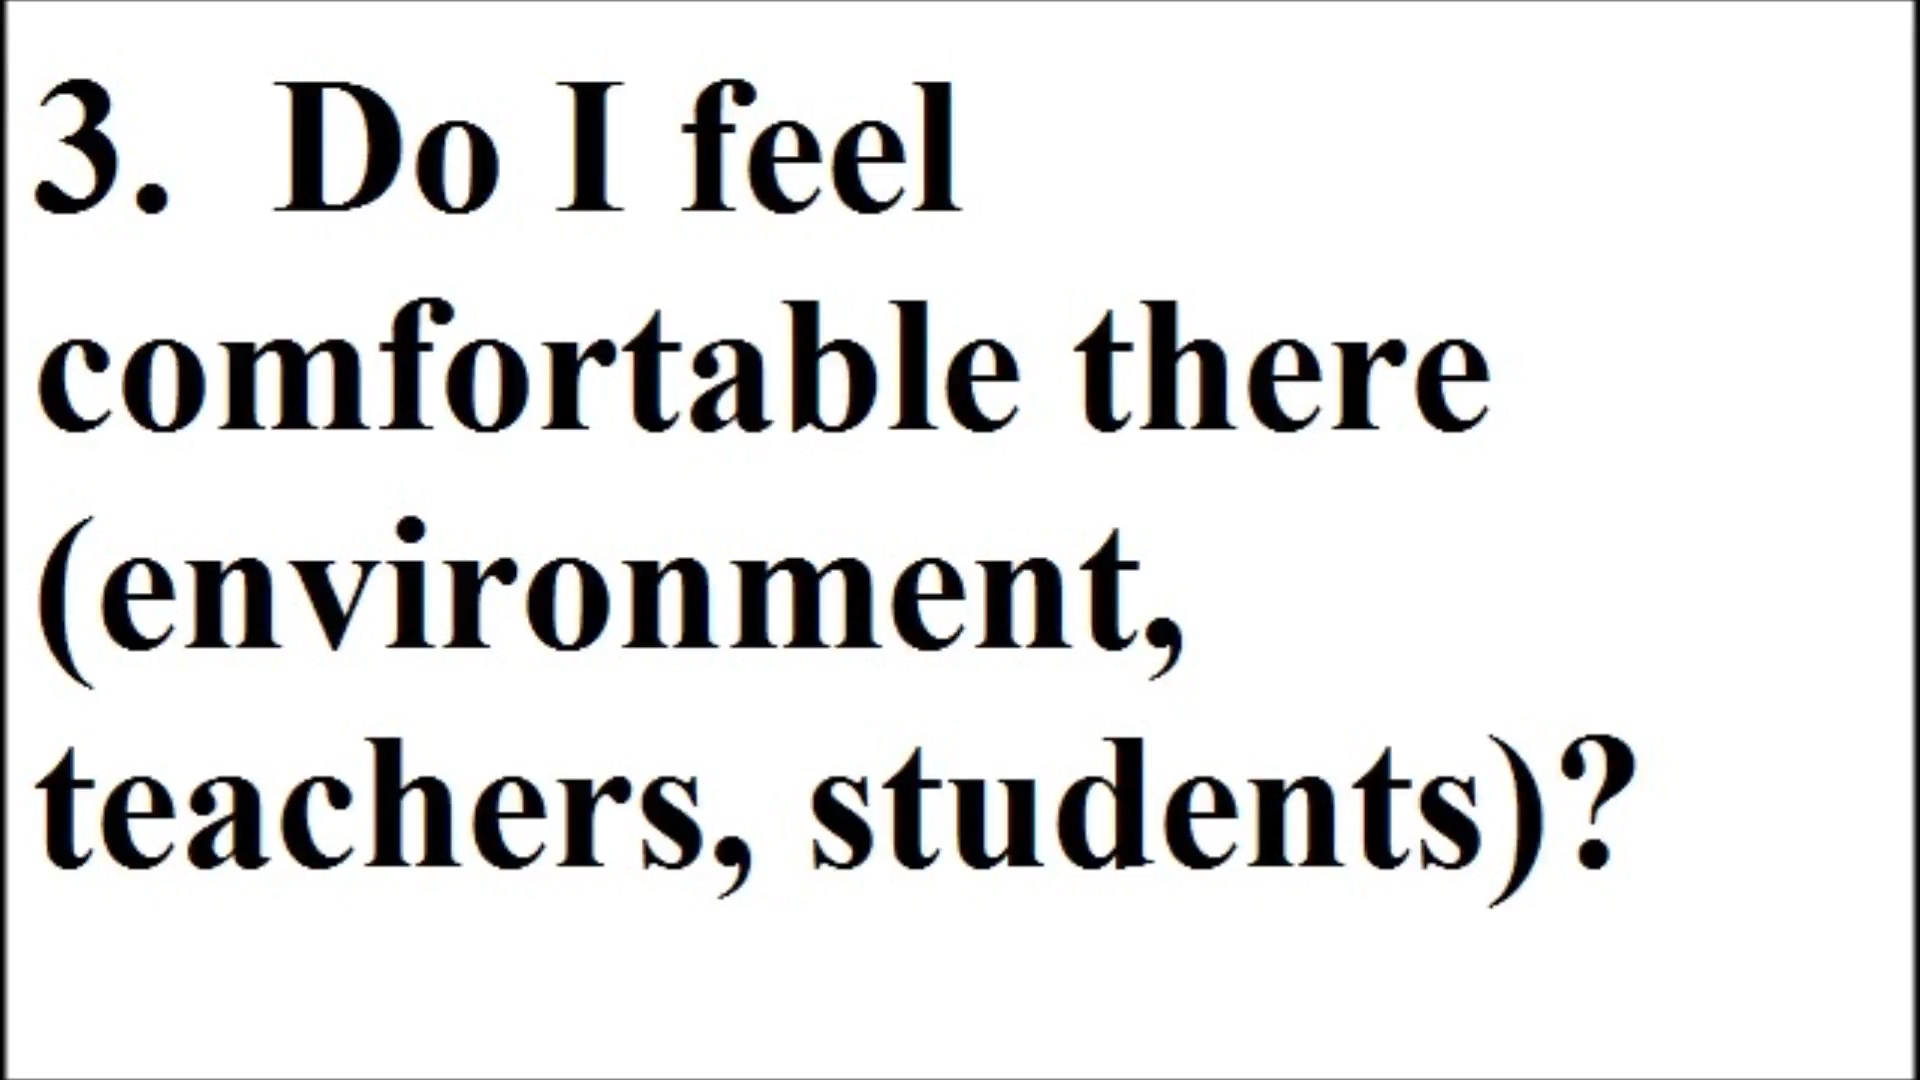 3.  Do I feel
comfortable there
(environment,
teachers, students)?